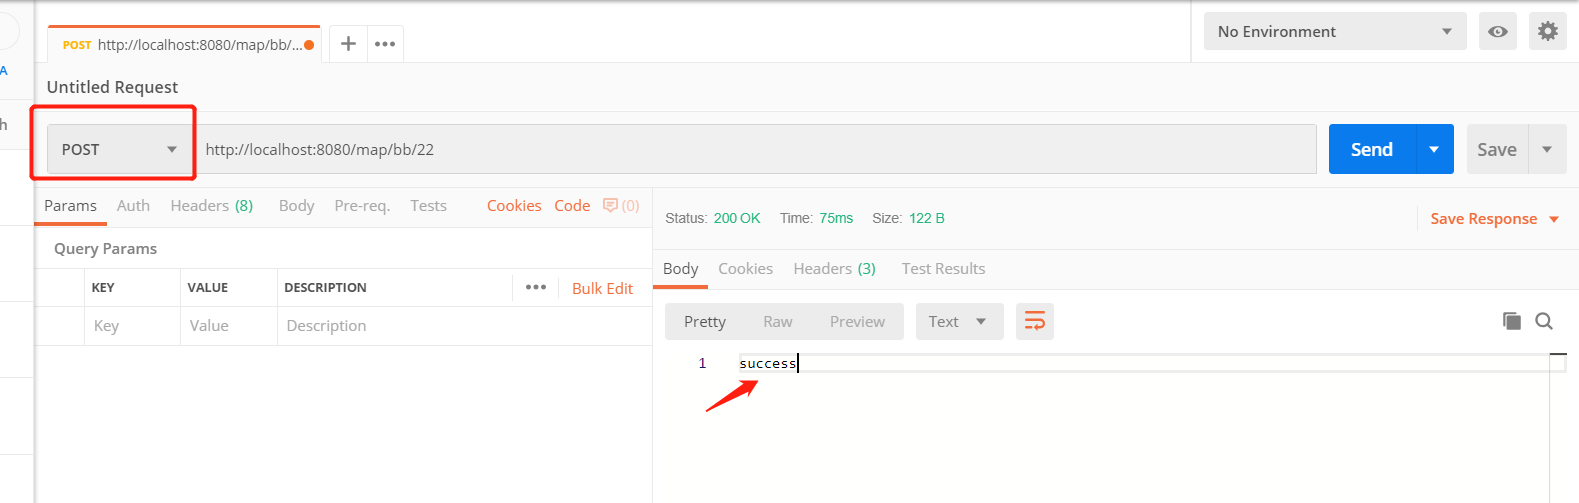 POST http://localhost:8080/map/bb/...
No Environment
A
Untitled Request
h
POST
http://localhost:8080/map/bb/22
Send
Save
Params Auth Headers (8) Body Pre-req. Tests Cookies Code (0)
Status: 200 OK Time: 75ms Size: 122 B
Save Response
Query Params
KEY VALUE DESCRIPTION Bulk Edit
Key Value Description
Body Cookies Headers (3) Test Results
Pretty Raw Preview Text
1 success